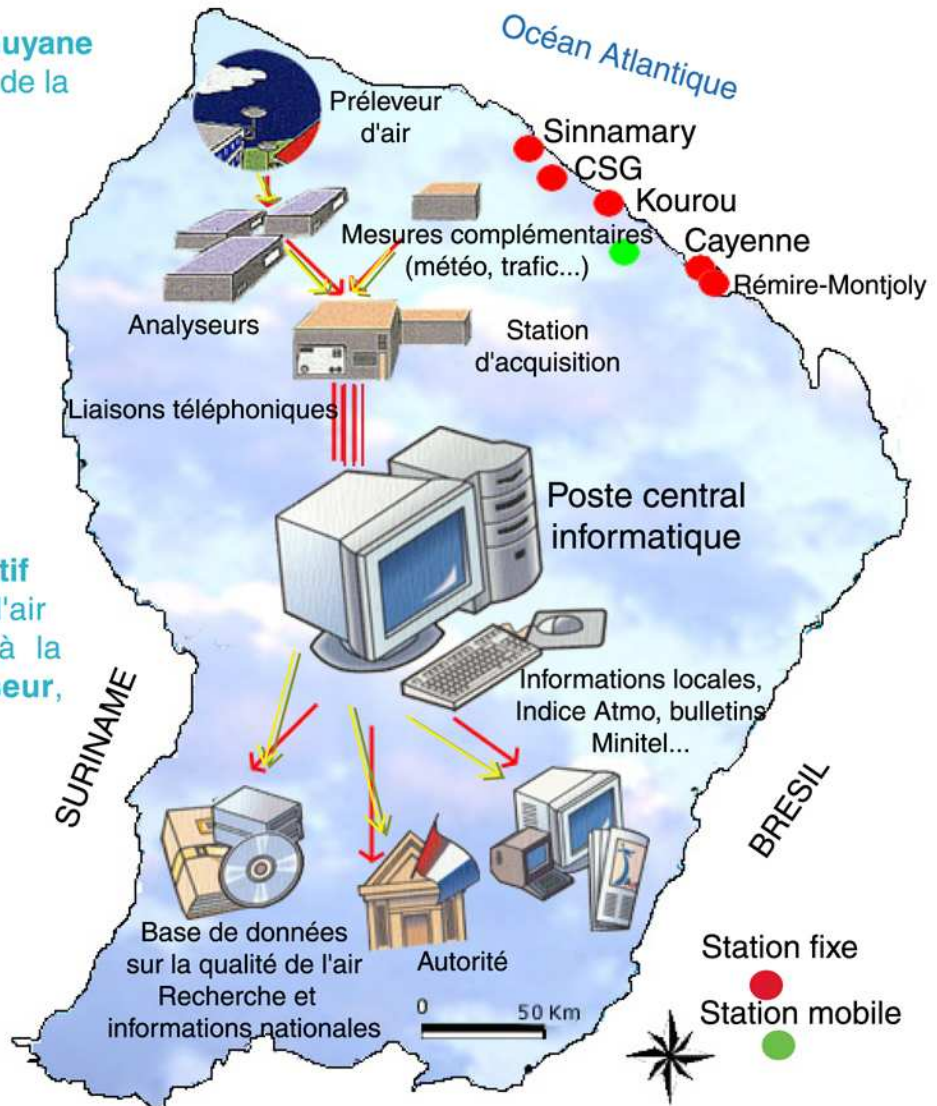 uyane
de la
Océan Atlantique
Préleveur
d'air
Sinnamary
CSG
Kourou
Mesures complémentaires
(météo, trafic...)
Cayenne
Rémire-Montjoly
Analyseurs
Station
d'acquisition
Liaisons téléphoniques
Poste central
informatique
tif
l'air
à la
seur,
Informations locales,
Indice Atmo, bulletins
Minitel...
SURINAME
BRESIL
Base de données
sur la qualité de l'air
Recherche et
informations nationales
Autorité
0 50 Km
Station fixe
Station mobile